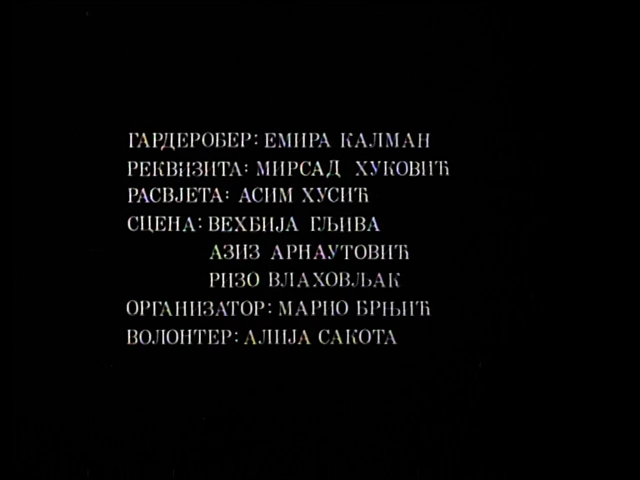 ГАРДЕРОБЕР: ЕМИРА КАЛМАН
РЕКВИЗИТА: МИРСАД ХУКОВИЋ
РАСВЈЕТА: АСИМ ХУСИЋ
СЦЕНА: ВЕХБИЈА ГЉИВА
АЗИЗ АРНАУТОВИЋ
РИЗО ВЛАХОВЉАК
ОРГАНИЗАТОР: МАРИО БРЊИЋ
ВОЛОНТЕР: АЛИЈА САКОТА